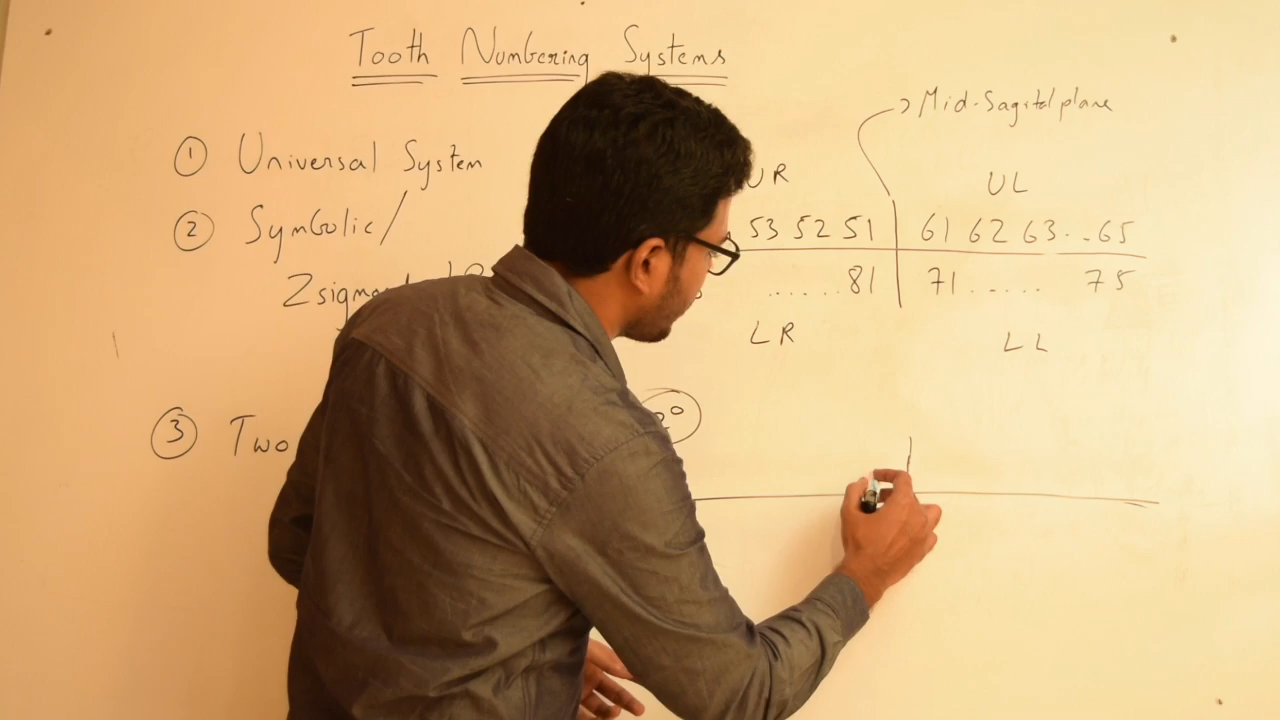 Tooth Numbering Systems
Mid-Sagital plane
① Universal System
UR
UL
② Symbolic/
53 52 51 61 62 63...65
81 71 ..... 75
LR
LL
③ Two 2°